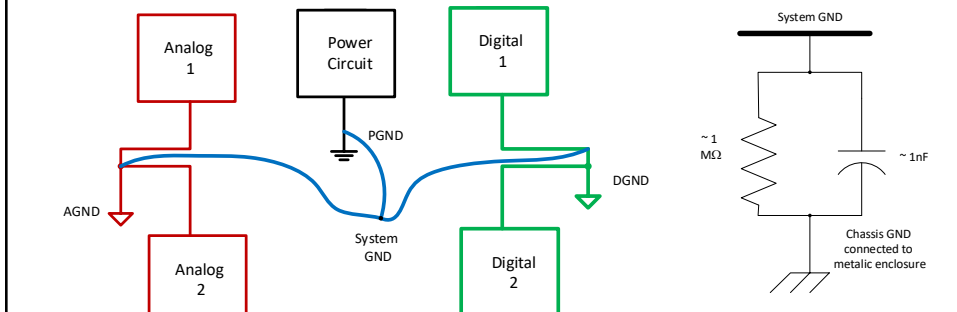 Analog
1
Power
Circuit
Digital
1
PGND
AGND
DGND
System
GND
Analog
2
Digital
2
System GND
~ 1
MΩ
~ 1nF
Chassis GND
connected to
metalic enclosure